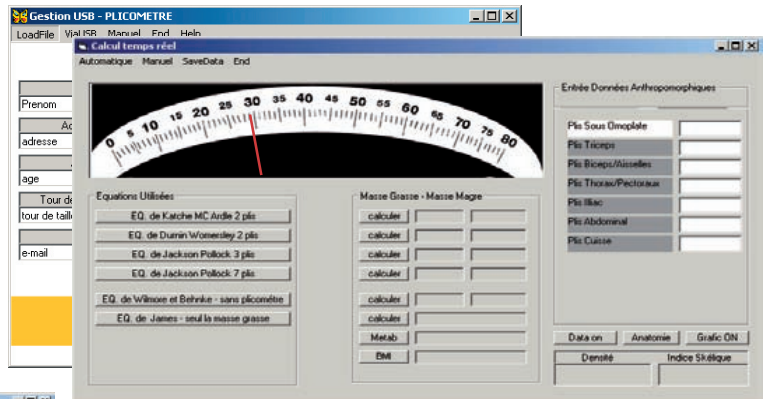 Gestion USB - PLICOMETRE
LoadFile ViaUSB Manuel End Help
Calcul temps réel
Automatique Manuel SaveData End
Prenom
adresse
age
Tour de
tour de taill
e-mail
0 5 10 15 20 25 30 35 40 45 50 55 60 65 70 75 80
Entrée Données Anthropomorphiques
Plis Sous Omoplate
Plis Triceps
Plis Biceps/Aisselles
Plis Thorax/Pectoraux
Plis Iliac
Plis Abdominal
Plis Cuisse
Equations Utilisées
EQ. de Katche MC Ardle 2 plis
EQ. de Durnin Womersley 2 plis
EQ. de Jackson Pollock 3 plis
EQ. de Jackson Pollock 7 plis
EQ. de Wilmore et Behnke - sans plicométre
EQ. de James - seul la masse grasse
Masse Grasse - Masse Magre
calculer
calculer
calculer
calculer
calculer
calculer
Metab
BMI
Data on Anatomie Grafic ON
Densité Indice Skélique